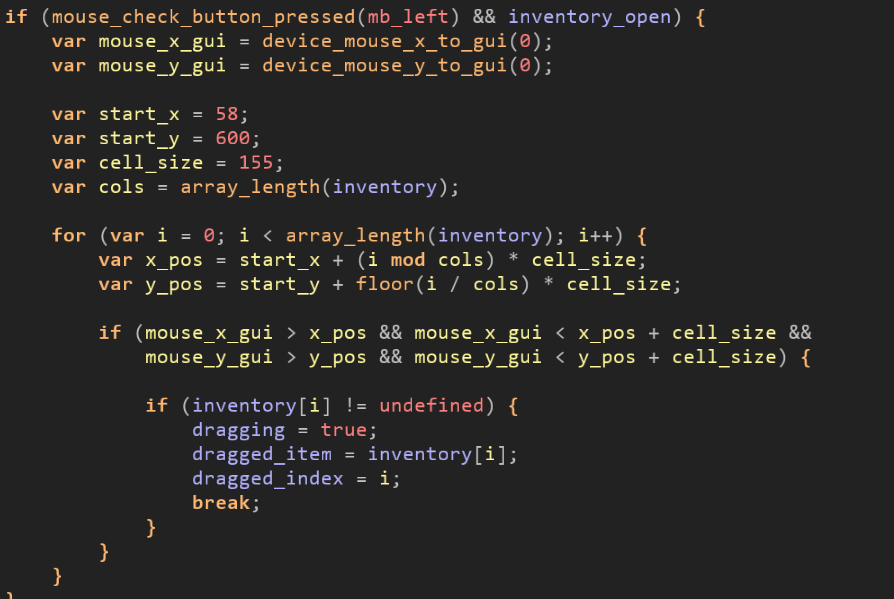 if (mouse_check_button_pressed(mb_left) && inventory_open) {
    var mouse_x_gui = device_mouse_x_to_gui(0);
    var mouse_y_gui = device_mouse_y_to_gui(0);

    var start_x = 58;
    var start_y = 600;
    var cell_size = 155;
    var cols = array_length(inventory);

    for (var i = 0; i < array_length(inventory); i++) {
        var x_pos = start_x + (i mod cols) * cell_size;
        var y_pos = start_y + floor(i / cols) * cell_size;

        if (mouse_x_gui > x_pos && mouse_x_gui < x_pos + cell_size &&
            mouse_y_gui > y_pos && mouse_y_gui < y_pos + cell_size) {

            if (inventory[i] != undefined) {
                dragging = true;
                dragged_item = inventory[i];
                dragged_index = i;
                break;
            }
        }
    }
}